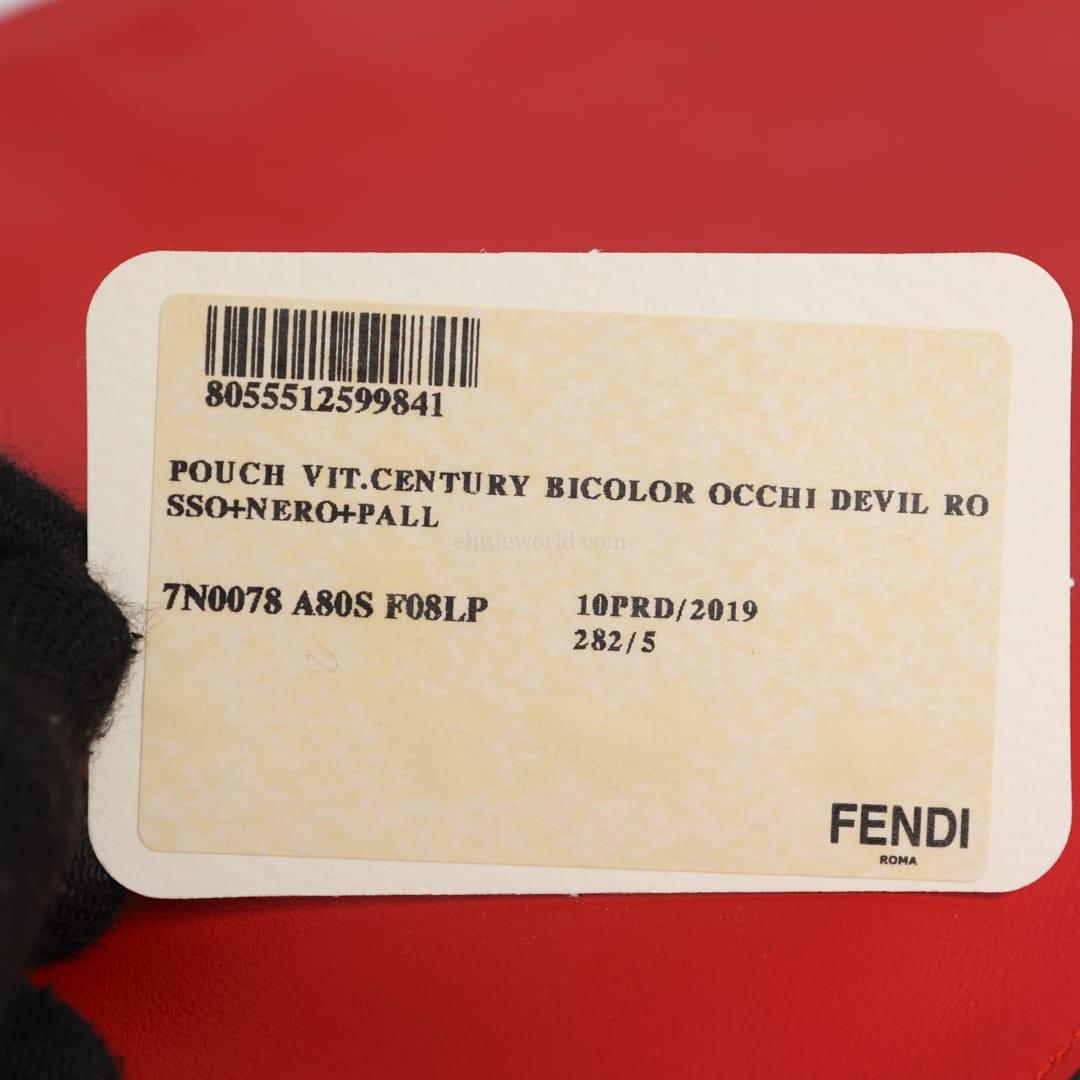 8055512599841
POUCH VIT.CENTURY BICOLOR OCCHI DEVIL RO
SSO+NERO+PALL
ehittleworld.com
7N0078 A80S F08LP 10PRD/2019
282/5
FENDI
ROMA